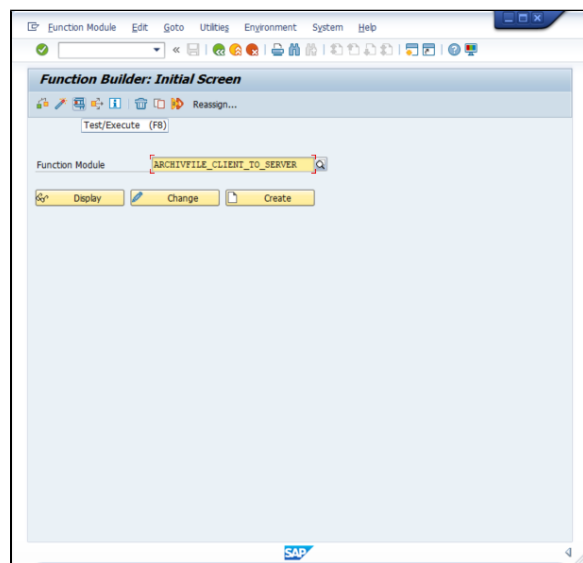 Function Module Edit Goto Utilities Environment System Help
Function Builder: Initial Screen
Reassign...
Test/Execute (F8)
Function Module ARCHIVFILE_CLIENT_TO_SERVER
Display Change Create
SAP